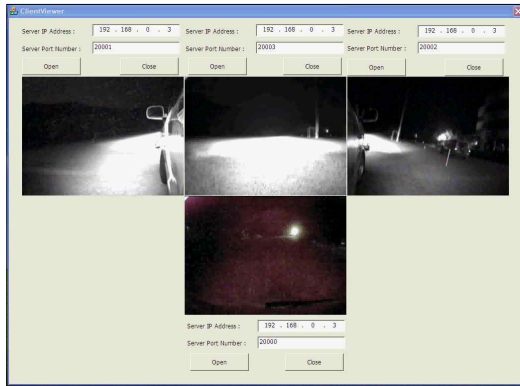 ClientViewer
Server IP Address : 192 . 168 . 0 . 3 Server IP Address : 192 . 168 . 0 . 3 Server IP Address : 192 . 168 . 0 . 3
Server Port Number : 20001 Server Port Number : 20003 Server Port Number : 20002
Open Close Open Close Open Close
Server IP Address : 192 . 168 . 0 . 3
Server Port Number : 20000
Open Close